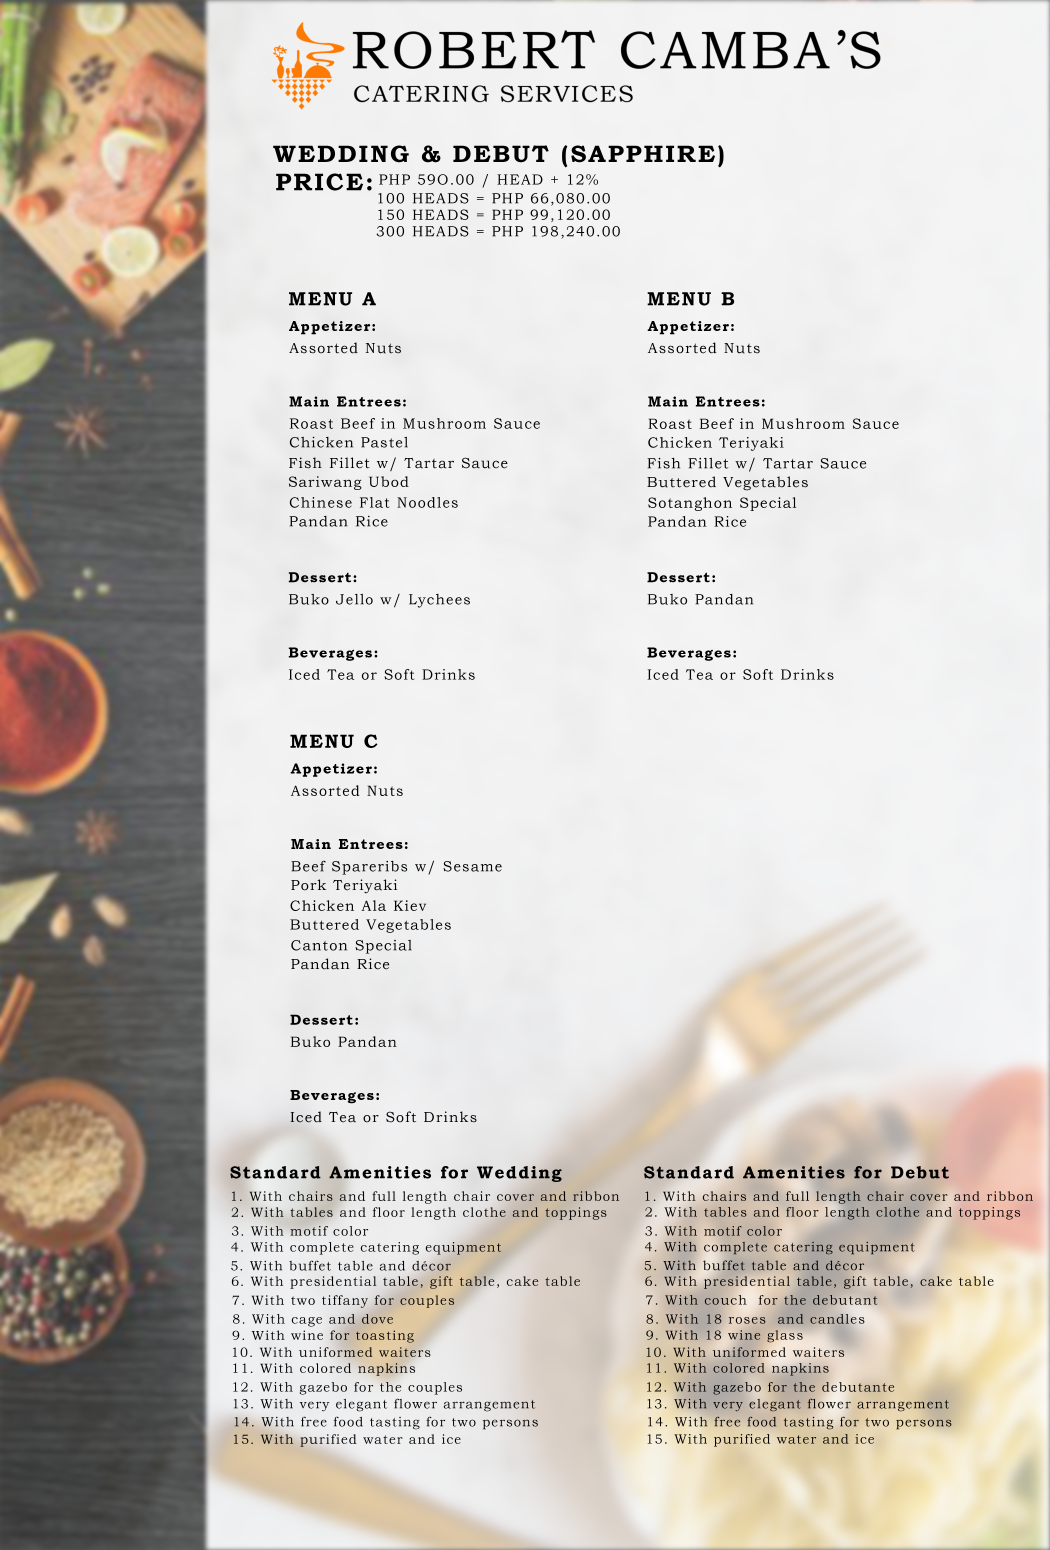 ROBERT CAMBA'S
CATERING SERVICES
WEDDING & DEBUT (SAPPHIRE)
PRICE: PHP 590.00 / HEAD + 12%
100 HEADS = PHP 66,080.00
150 HEADS = PHP 99,120.00
300 HEADS = PHP 198,240.00
MENU A
Appetizer:
Assorted Nuts
Main Entrees:
Roast Beef in Mushroom Sauce
Chicken Pastel
Fish Fillet w/ Tartar Sauce
Sariwang Ubod
Chinese Flat Noodles
Pandan Rice
Dessert:
Buko Jello w/ Lychees
Beverages:
Iced Tea or Soft Drinks
MENU B
Appetizer:
Assorted Nuts
Main Entrees:
Roast Beef in Mushroom Sauce
Chicken Teriyaki
Fish Fillet w/ Tartar Sauce
Buttered Vegetables
Sotanghon Special
Pandan Rice
Dessert:
Buko Pandan
Beverages:
Iced Tea or Soft Drinks
MENU C
Appetizer:
Assorted Nuts
Main Entrees:
Beef Spareribs w/ Sesame
Pork Teriyaki
Chicken Ala Kiev
Buttered Vegetables
Canton Special
Pandan Rice
Dessert:
Buko Pandan
Beverages:
Iced Tea or Soft Drinks
Standard Amenities for Wedding
1. With chairs and full length chair cover and ribbon
2. With tables and floor length clothe and toppings
3. With motif color
4. With complete catering equipment
5. With buffet table and décor
6. With presidential table, gift table, cake table
7. With two tiffany for couples
8. With cage and dove
9. With wine for toasting
10. With uniformed waiters
11. With colored napkins
12. With gazebo for the couples
13. With very elegant flower arrangement
14. With free food tasting for two persons
15. With purified water and ice
Standard Amenities for Debut
1. With chairs and full length chair cover and ribbon
2. With tables and floor length clothe and toppings
3. With motif color
4. With complete catering equipment
5. With buffet table and décor
6. With presidential table, gift table, cake table
7. With couch for the debutant
8. With 18 roses and candles
9. With 18 wine glass
10. With uniformed waiters
11. With colored napkins
12. With gazebo for the debutante
13. With very elegant flower arrangement
14. With free food tasting for two persons
15. With purified water and ice